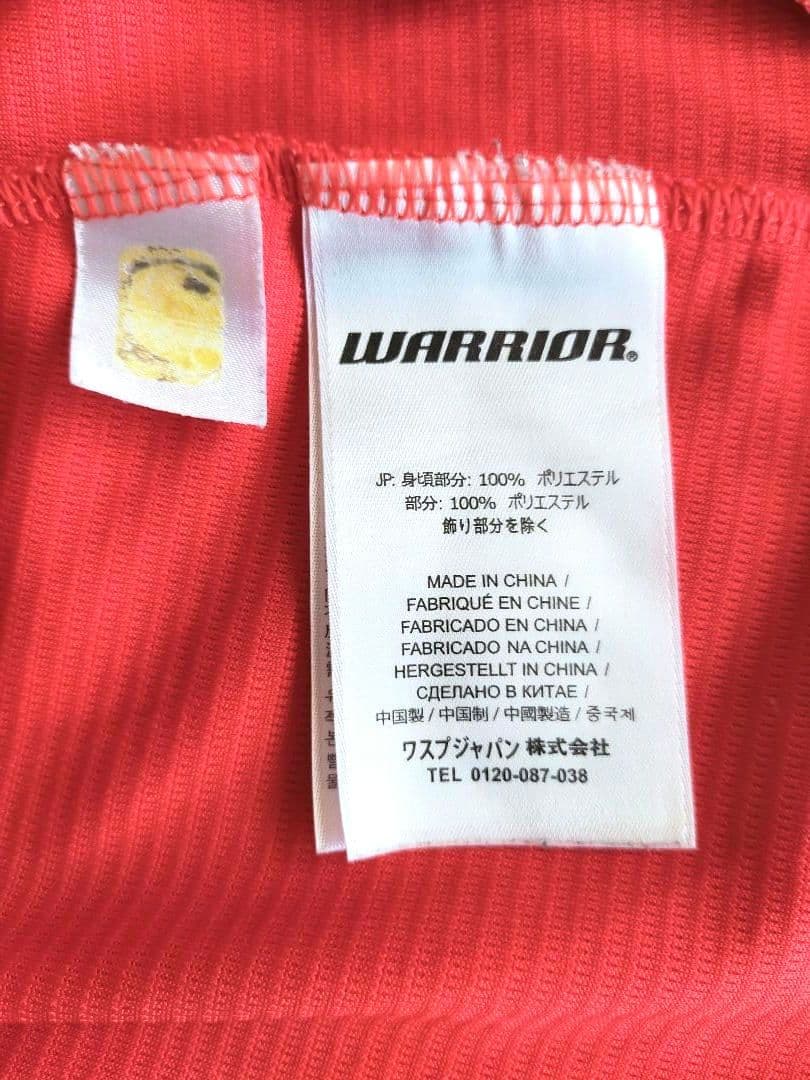 WARRIOR®
JP: 身頃部分: 100% ポリエステル
部分: 100% ポリエステル
飾り部分を除く
MADE IN CHINA /
FABRIQUÉ EN CHINE /
FABRICADO EN CHINA /
FABRICADO NA CHINA /
HERGESTELLT IN CHINA /
СДЕЛАНО В КИТАЕ /
中国製 / 中国制 / 中國製造 / 중국제
ワスプジャパン 株式会社
TEL 0120-087-038